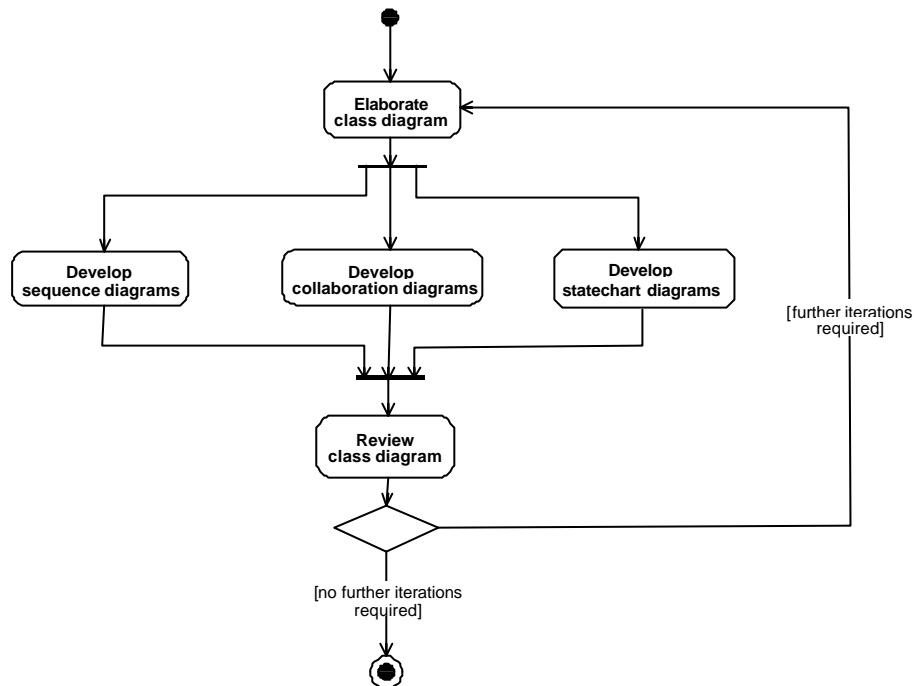 Elaborate
class diagram
Develop
sequence diagrams
Develop
collaboration diagrams
Develop
statechart diagrams
[further iterations
required]
Review
class diagram
[no further iterations
required]